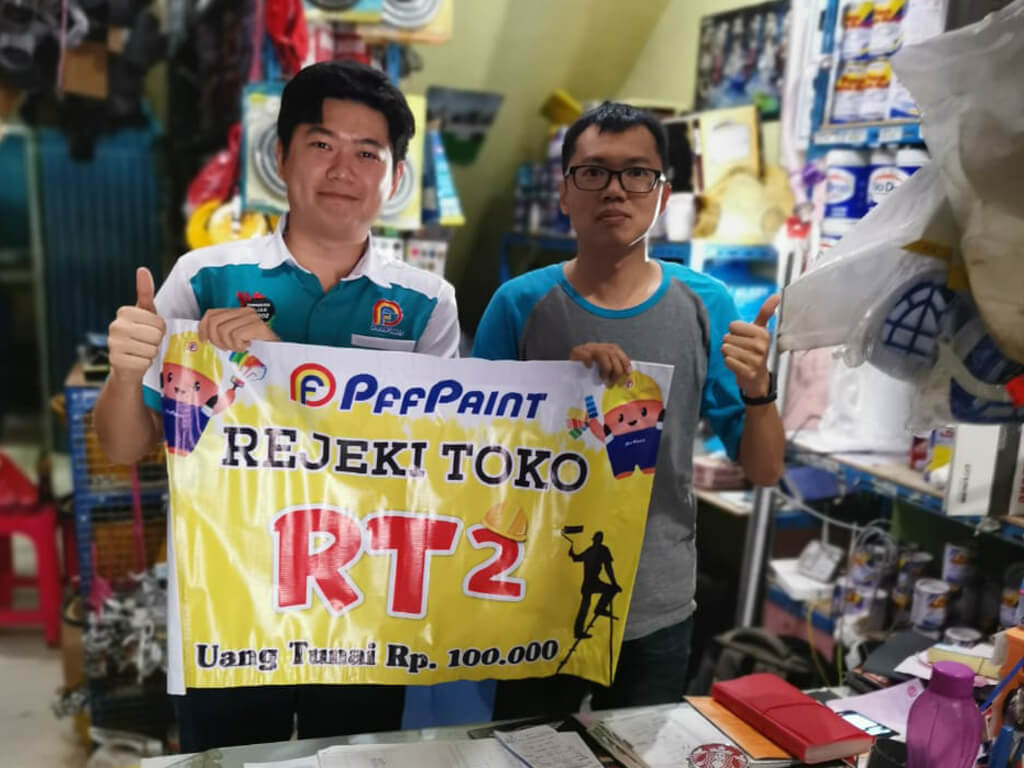 PFFPAINT
REJEKI TOKO
RT2
Uang Tunai Rp. 100.000